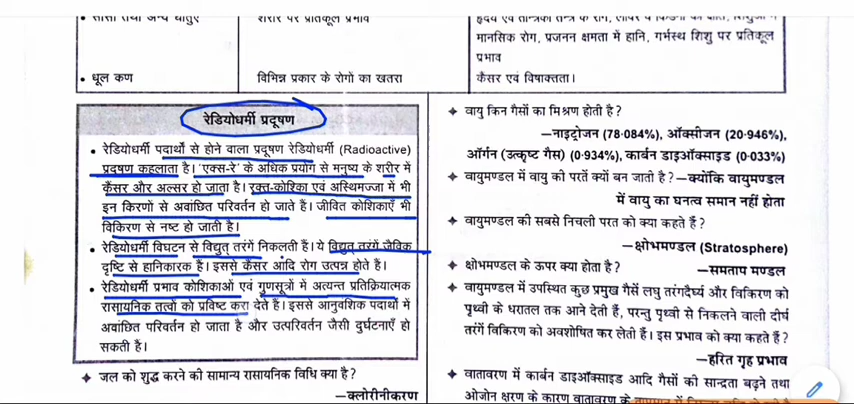 सीसा तथा अन्य धातुएँ
शरीर पर प्रतिकूल प्रभाव
मानसिक रोग, प्रजनन क्षमता में हानि, गर्भस्थ शिशु पर प्रतिकूल
प्रभाव
• धूल कण
विभिन्न प्रकार के रोगों का खतरा
कैंसर एवं विषाक्तता।
रेडियोधर्मी प्रदूषण
• रेडियोधर्मी पदार्थों से होने वाला प्रदूषण रेडियोधर्मी (Radioactive)
प्रदूषण कहलाता है। 'एक्स-रे' के अधिक प्रयोग से मनुष्य के शरीर में
कैंसर और अल्सर हो जाता है। रक्त-कोशिका एवं अस्थिमज्जा में भी
इन किरणों से अवांछित परिवर्तन हो जाते हैं। जीवित कोशिकाएँ भी
विकिरण से नष्ट हो जाती है।
• रेडियोधर्मी विघटन से विद्युत् तरंगें निकलती हैं। ये विद्युत् तरंगें जैविक
दृष्टि से हानिकारक हैं। इससे कैंसर आदि रोग उत्पन्न होते हैं।
• रेडियोधर्मी प्रभाव कोशिकाओं एवं गुणसूत्रों में अत्यन्त प्रतिक्रियात्मक
रासायनिक तत्वों को प्रविष्ट करा देते हैं। इससे आनुवंशिक पदार्थों में
अवांछित परिवर्तन हो जाता है और उत्परिवर्तन जैसी दुर्घटनाएँ हो
सकती हैं।
✦ जल को शुद्ध करने की सामान्य रासायनिक विधि क्या है?
—क्लोरीनीकरण
✦ वायु किन गैसों का मिश्रण होती है?
—नाइट्रोजन (78·084%), ऑक्सीजन (20·946%),
ऑर्गन (उत्कृष्ट गैस) (0·934%), कार्बन डाइऑक्साइड (0·033%)
✦ वायुमण्डल में वायु की परतें क्यों बन जाती है?—क्योंकि वायुमण्डल
में वायु का घनत्व समान नहीं होता
✦ वायुमण्डल की सबसे निचली परत को क्या कहते हैं?
—क्षोभमण्डल (Stratosphere)
✦ क्षोभमण्डल के ऊपर क्या होता है? —समताप मण्डल
✦ वायुमण्डल में उपस्थित कुछ प्रमुख गैसें लघु तरंगदैर्घ्य और विकिरण को
पृथ्वी के धरातल तक आने देती हैं, परन्तु पृथ्वी से निकलने वाली दीर्घ
तरंगें विकिरण को अवशोषित कर लेती हैं। इस प्रभाव को क्या कहते हैं?
—हरित गृह प्रभाव
✦ वातावरण में कार्बन डाइऑक्साइड आदि गैसों की सान्द्रता बढ़ने तथा
ओजोन क्षरण के कारण वातावरण के